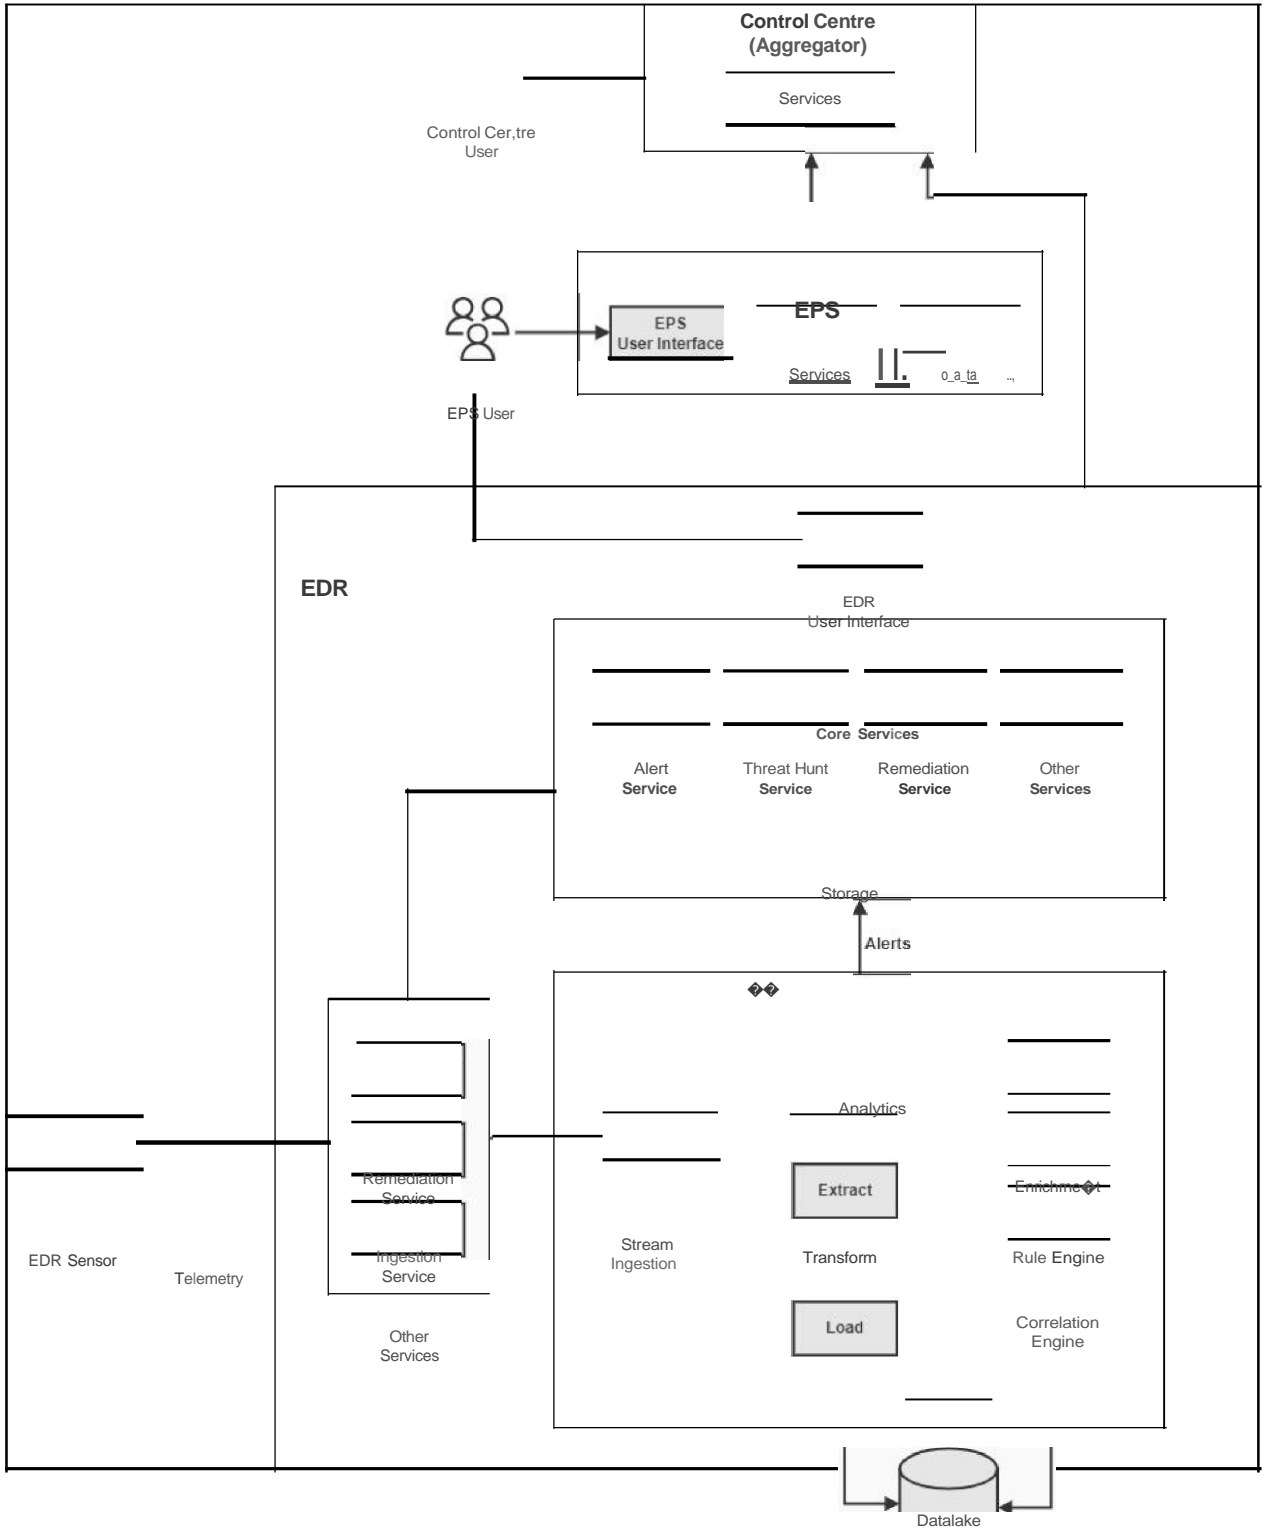 Control Centre
(Aggregator)
Services
Control Cer,tre
User
EPS
EPS
User Interface
Services
o_a_ta
EPS User
EDR
EDR
User Interface
Core Services
Alert
Service
Threat Hunt
Service
Remediation
Service
Other
Services
Storage
Alerts
Analytics
Remediation
Service
Extract
Enrichme�t
EDR Sensor
Telemetry
Ingestion
Service
Stream
Ingestion
Transform
Rule Engine
Load
Correlation
Engine
Other
Services
Datalake